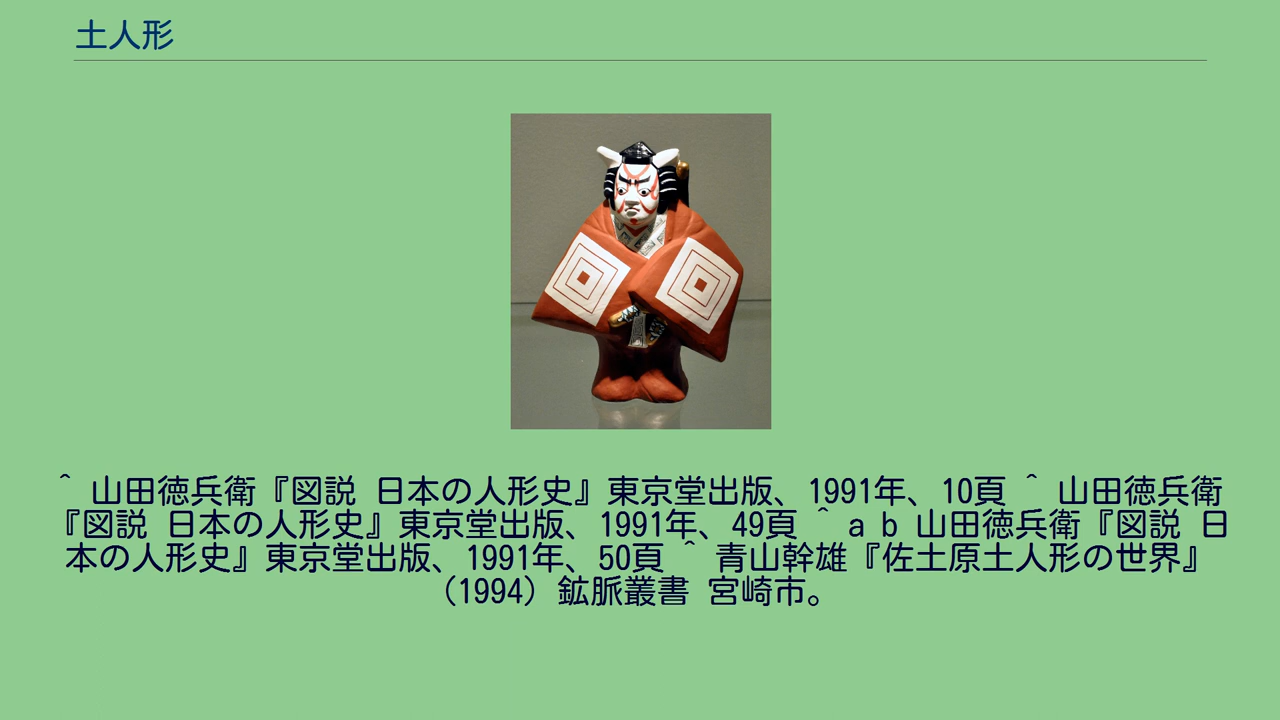 土人形
^ 山田徳兵衛『図説 日本の人形史』東京堂出版、1991年、10頁 ^ 山田徳兵衛
『図説 日本の人形史』東京堂出版、1991年、49頁 ^ a b 山田徳兵衛『図説 日
本の人形史』東京堂出版、1991年、50頁 ^ 青山幹雄『佐土原土人形の世界』
（1994）鉱脈叢書 宮崎市。